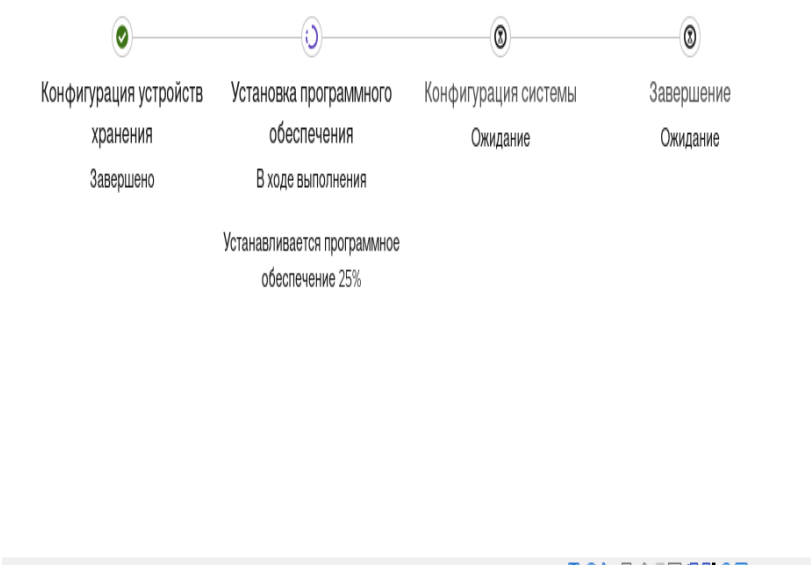 Конфигурация устройств
хранения
Завершено
Установка программного
обеспечения
В ходе выполнения
Устанавливается программное
обеспечение 25%
Конфигурация системы
Ожидание
Завершение
Ожидание